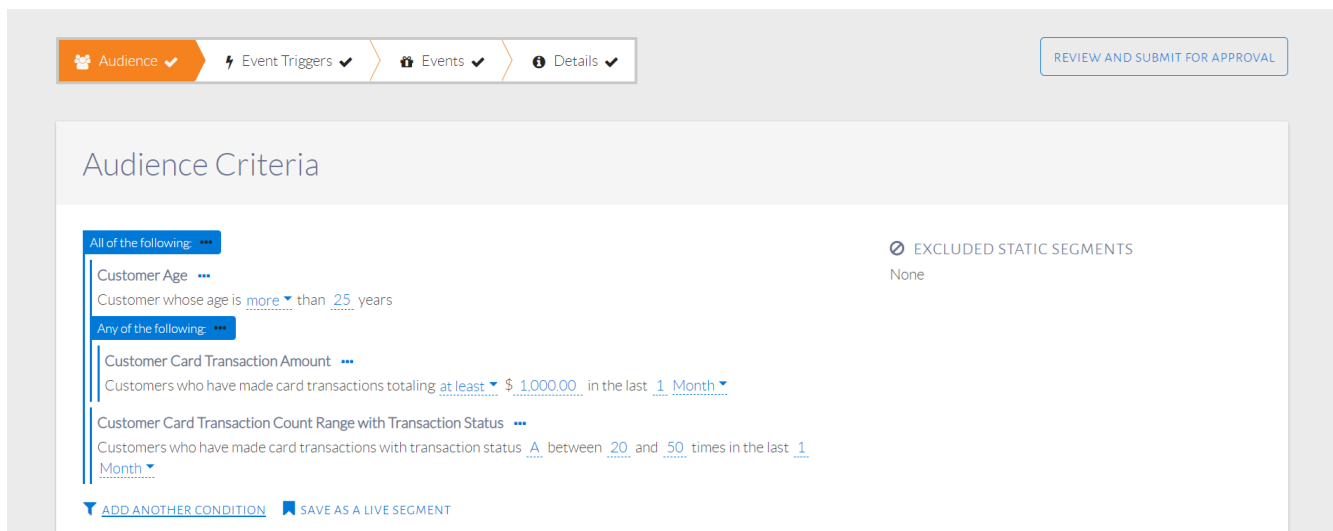 Audience Event Triggers Events Details
REVIEW AND SUBMIT FOR APPROVAL
Audience Criteria
All of the following: •••
Customer Age •••
Customer whose age is more than 25 years
Any of the following: •••
Customer Card Transaction Amount •••
Customers who have made card transactions totaling at least $ 1,000.00 in the last 1 Month
Customer Card Transaction Count Range with Transaction Status •••
Customers who have made card transactions with transaction status A between 20 and 50 times in the last 1
Month
ADD ANOTHER CONDITION SAVE AS A LIVE SEGMENT
EXCLUDED STATIC SEGMENTS
None